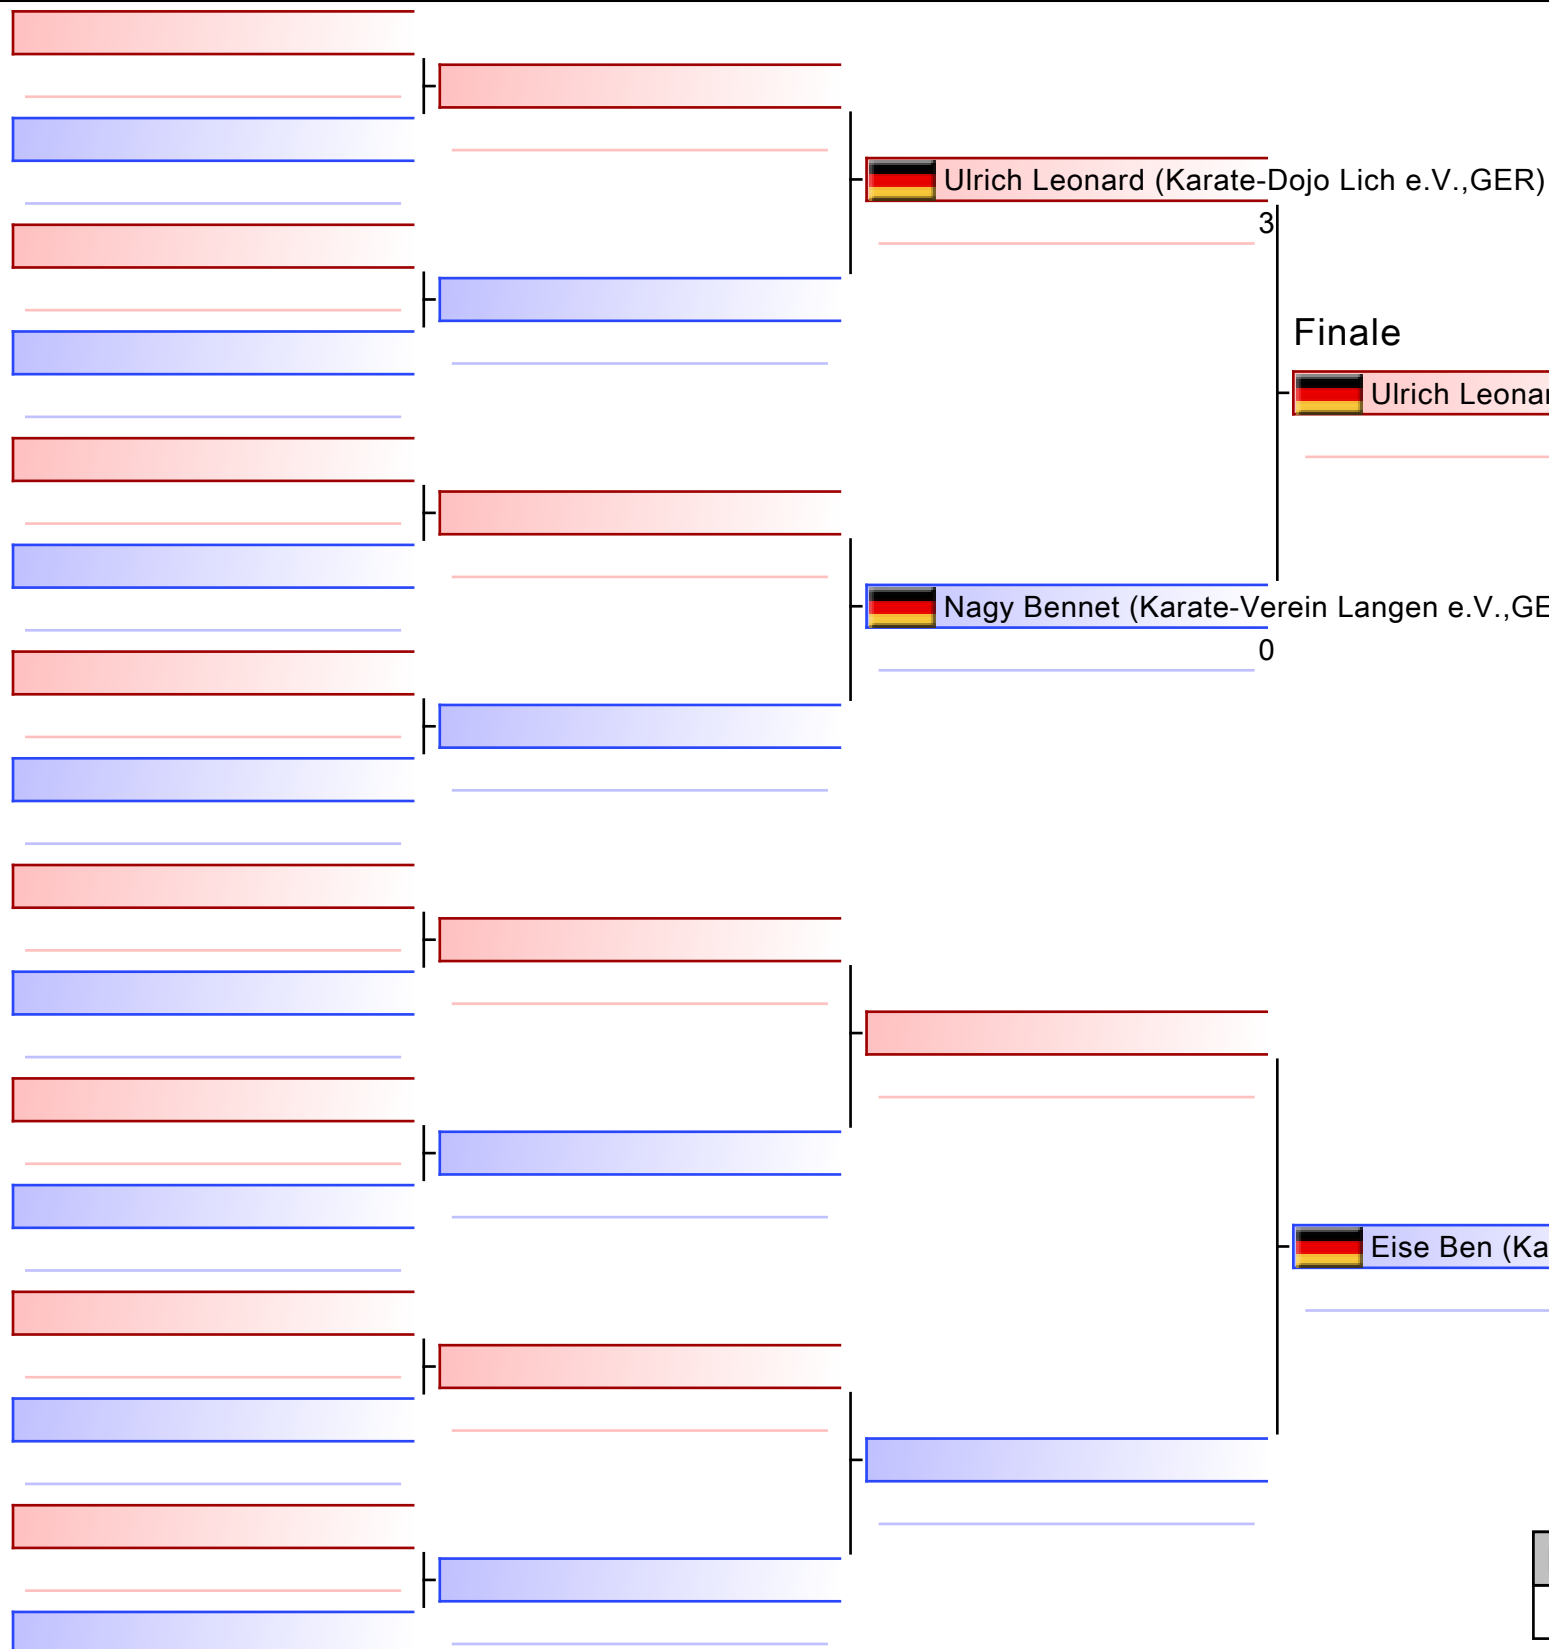 Ulrich Leonard (Karate-Dojo Lich e.V.,GER)
3
Finale
Ulrich Leonar
Nagy Bennet (Karate-Verein Langen e.V.,GE
0
Eise Ben (Ka